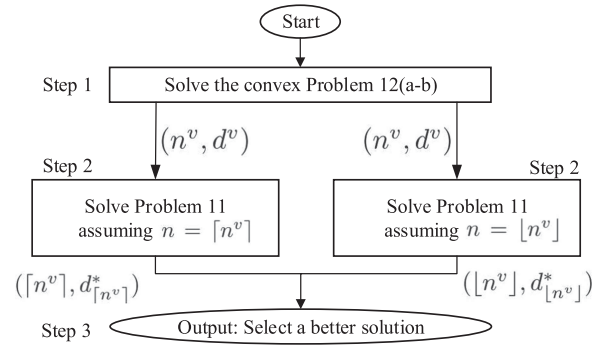 Start
Step 1
Solve the convex Problem 12(a-b)
(n^v, d^v)
(n^v, d^v)
Step 2
Step 2
Solve Problem 11
assuming n = ⌈n^v⌉
Solve Problem 11
assuming n = ⌊n^v⌋
(⌈n^v⌉, d*_{⌈n^v⌉})
(⌊n^v⌋, d*_{⌊n^v⌋})
Step 3
Output: Select a better solution